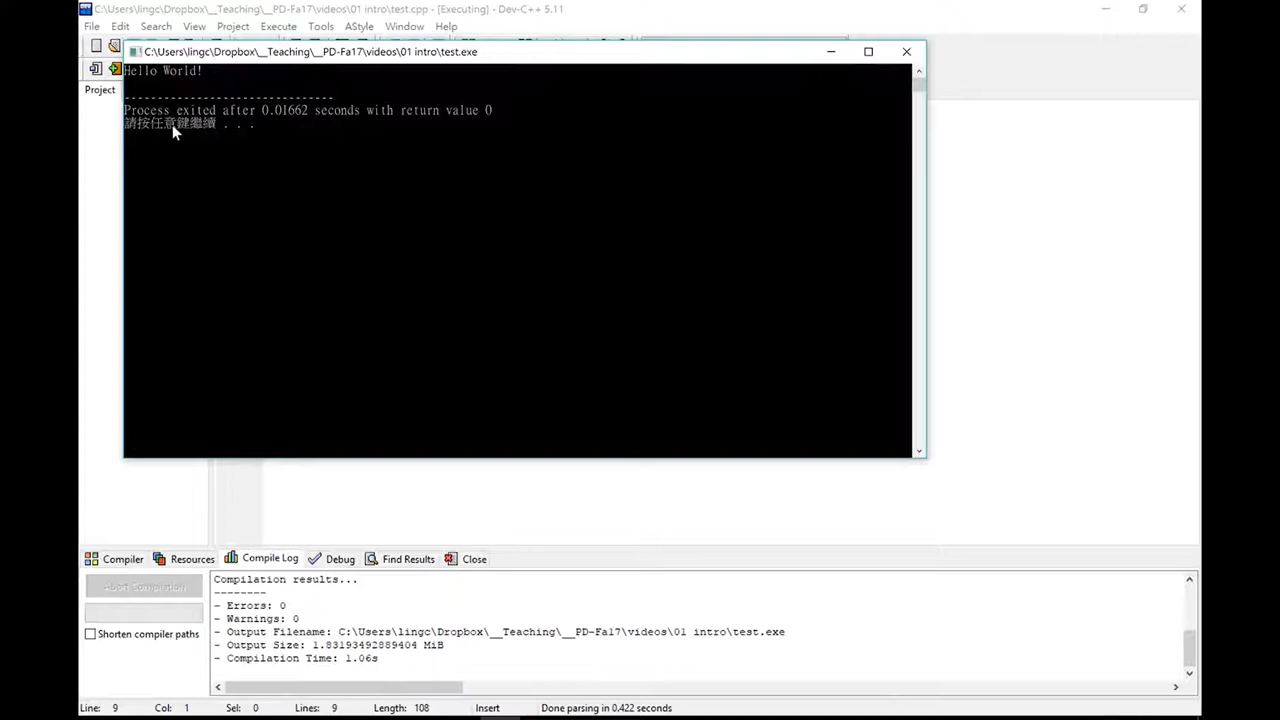 C:\Users\lingc\Dropbox\__Teaching\__PD-Fa17\videos\01 intro\test.cpp - [Executing] - Dev-C++ 5.11
File Edit Search View Project Execute Tools AStyle Window Help
C:\Users\lingc\Dropbox\__Teaching\__PD-Fa17\videos\01 intro\test.exe
Project
Hello World!
--------------------------------
Process exited after 0.01662 seconds with return value 0
請按任意鍵繼續 . . .
Compiler Resources Compile Log Debug Find Results Close
Abort Compilation
Shorten compiler paths
Compilation results...
--------
- Errors: 0
- Warnings: 0
- Output Filename: C:\Users\lingc\Dropbox\__Teaching\__PD-Fa17\videos\01 intro\test.exe
- Output Size: 1.83193492889404 MiB
- Compilation Time: 1.06s
Line: 9 Col: 1 Sel: 0 Lines: 9 Length: 108 Insert Done parsing in 0.422 seconds